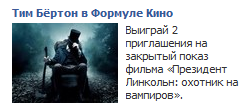 Тим Бёртон в Формуле Кино
Выиграй 2
приглашения на
закрытый показ
фильма «Президент
Линкольн: охотник на
вампиров».